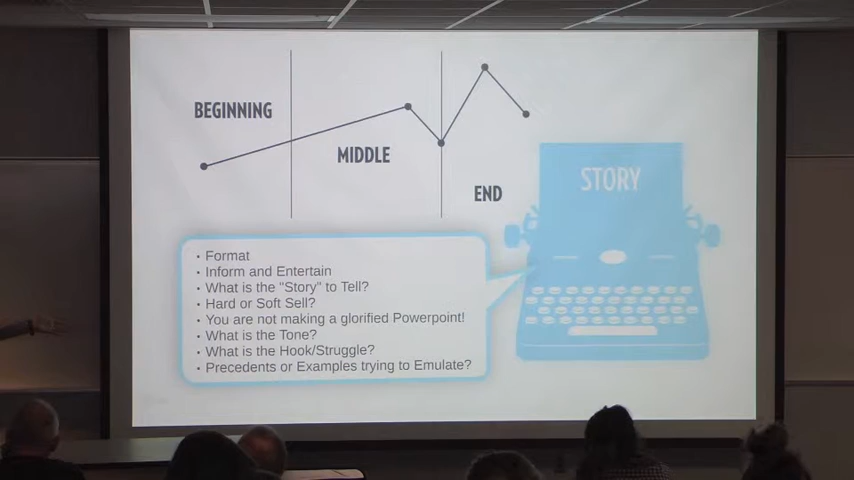 BEGINNING
MIDDLE
END
STORY
• Format
• Inform and Entertain
• What is the "Story" to Tell?
• Hard or Soft Sell?
• You are not making a glorified Powerpoint!
• What is the Tone?
• What is the Hook/Struggle?
• Precedents or Examples trying to Emulate?